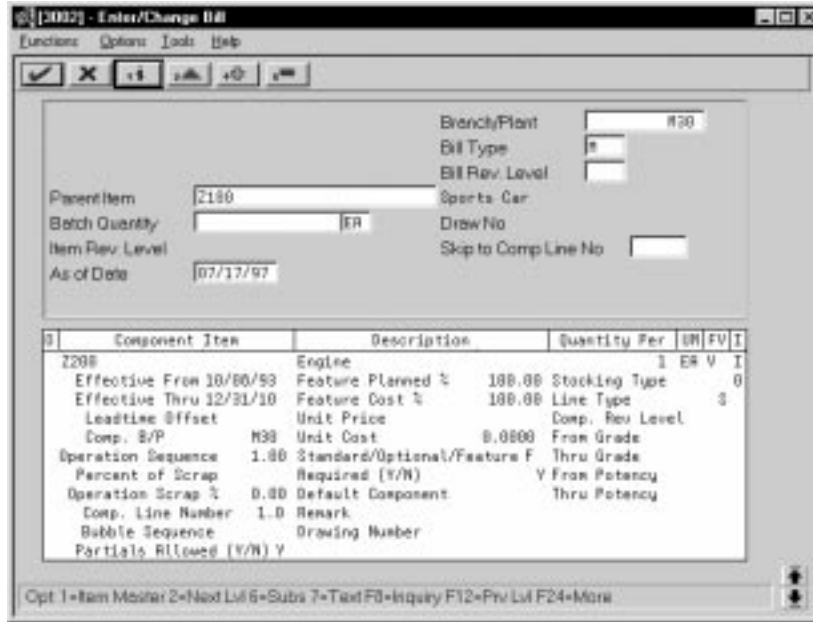 [3002] - Enter/Change Bill
Functions Options Tools Help
Branch/Plant M30
Bill Type M
Bill Rev. Level
Parent Item Z100 Sports Car
Batch Quantity EA Draw No
Item Rev. Level Skip to Comp Line No
As of Date 07/17/97
O Component Item Description Quantity Per UM FV I
Z200 Engine 1 EA V I
Effective From 10/06/93 Feature Planned % 100.00 Stocking Type 0
Effective Thru 12/31/10 Feature Cost % 100.00 Line Type S
Leadtime Offset Unit Price Comp. Rev Level
Comp. B/P M30 Unit Cost 0.0000 From Grade
Operation Sequence 1.00 Standard/Optional/Feature F Thru Grade
Percent of Scrap Required (Y/N) Y From Potency
Operation Scrap % 0.00 Default Component Thru Potency
Comp. Line Number 1.0 Remark
Bubble Sequence Drawing Number
Partials Allowed (Y/N) Y
Opt: 1=Item Master 2=Next Lvl 6=Subs 7=Text F8=Inquiry F12=Prv Lvl F24=More